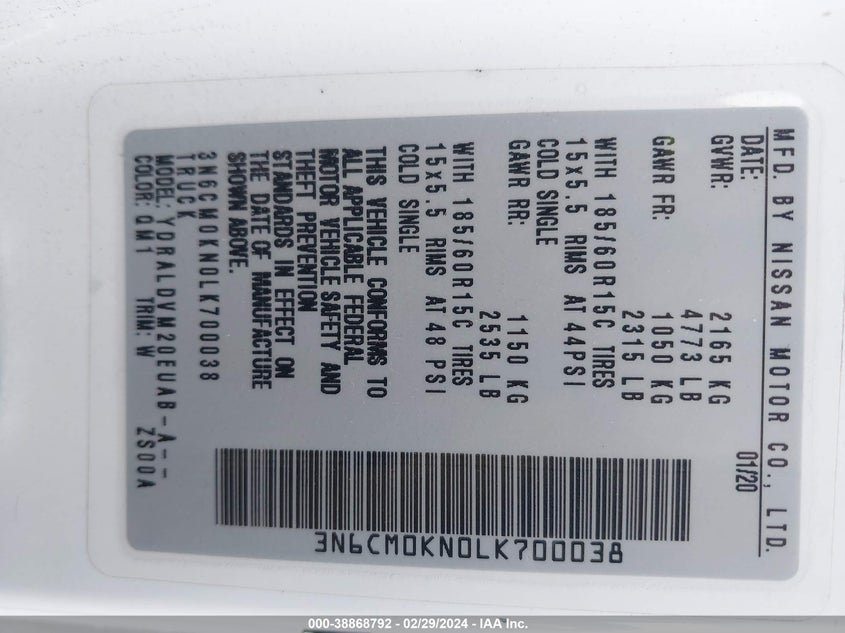 MFD. BY NISSAN MOTOR CO., LTD.
DATE: 01/20
GVWR: 2165 KG
4773 LB
GAWR FR: 1050 KG
2315 LB
WITH 185/60R15C TIRES
15x5.5 RIMS AT 44PSI
COLD SINGLE
GAWR RR: 1150 KG
2535 LB
WITH 185/60R15C TIRES
15x5.5 RIMS AT 48 PSI
COLD SINGLE
THIS VEHICLE CONFORMS TO
ALL APPLICABLE FEDERAL
MOTOR VEHICLE SAFETY AND
THEFT PREVENTION
STANDARDS IN EFFECT ON
THE DATE OF MANUFACTURE
SHOWN ABOVE.
3N6CM0KN0LK700038
TRUCK
MODEL: YDRALDVM20EUAB-A--
COLOR: QM1 TRIM: W ZS00A
3N6CM0KN0LK700038
000-38868792 - 02/29/2024 - IAA Inc.